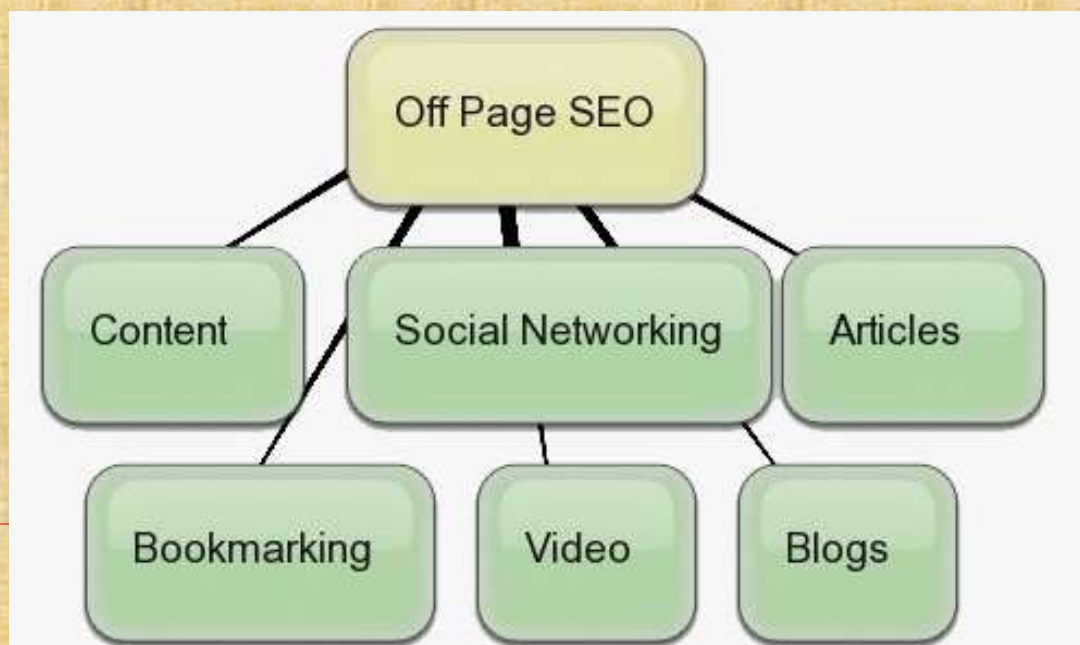 Off Page SEO
Content
Social Networking
Articles
Bookmarking
Video
Blogs